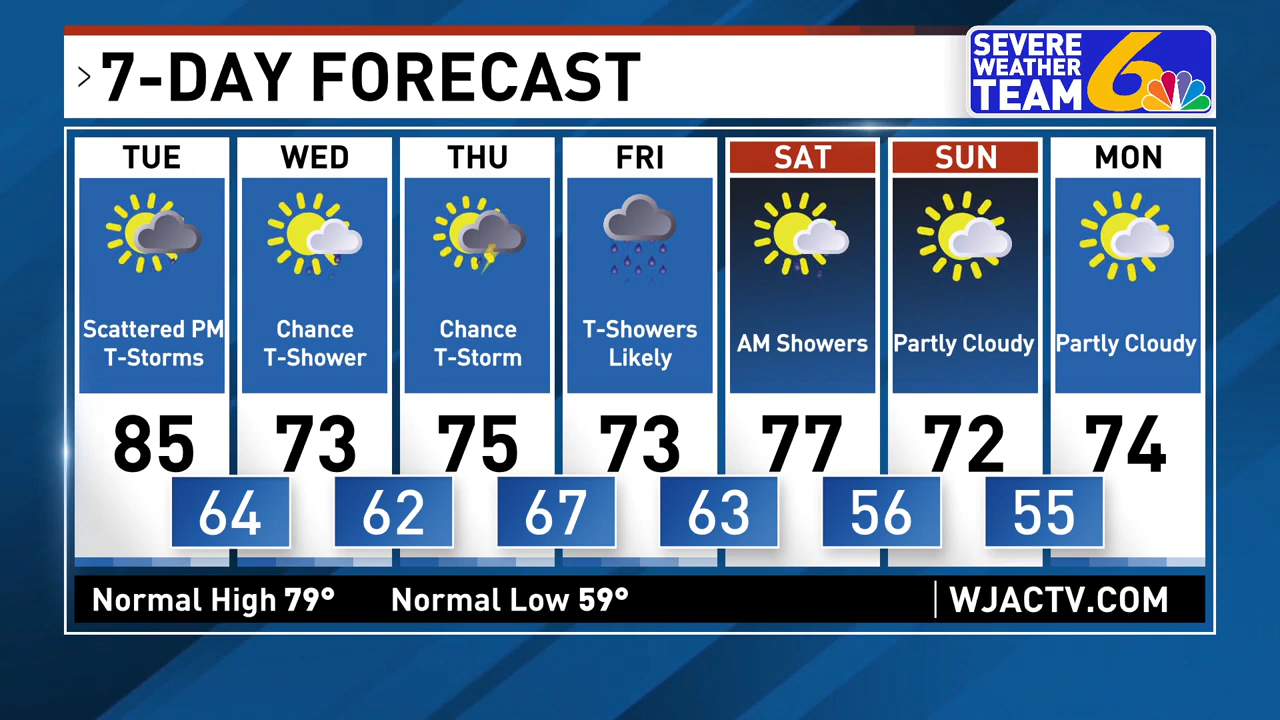 > 7-DAY FORECAST
SEVERE
WEATHER
TEAM 6
TUE WED THU FRI SAT SUN MON
Scattered PM
T-Storms
Chance
T-Shower
Chance
T-Storm
T-Showers
Likely
AM Showers
Partly Cloudy
Partly Cloudy
85 73 75 73 77 72 74
64 62 67 63 56 55
Normal High 79° Normal Low 59° | WJACTV.COM